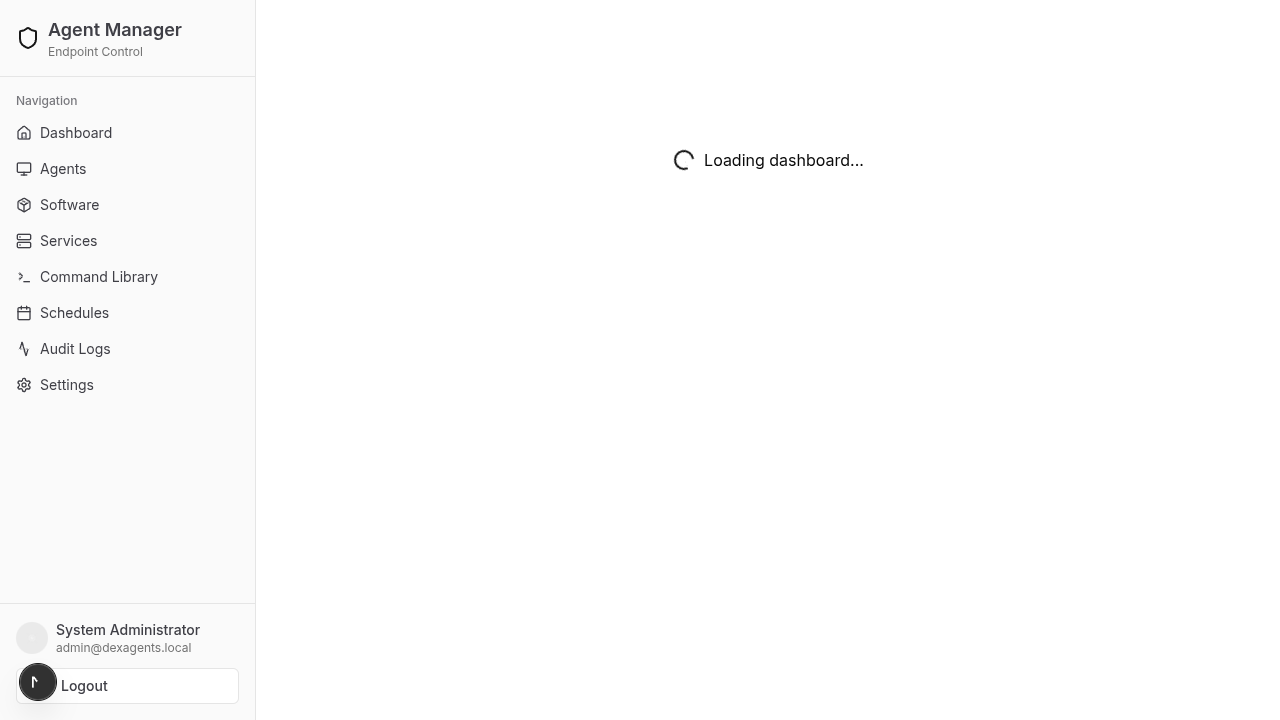 Agent Manager
Endpoint Control
Navigation
Dashboard
Agents
Software
Services
Command Library
Schedules
Audit Logs
Settings
Loading dashboard...
System Administrator
admin@dexagents.local
Logout